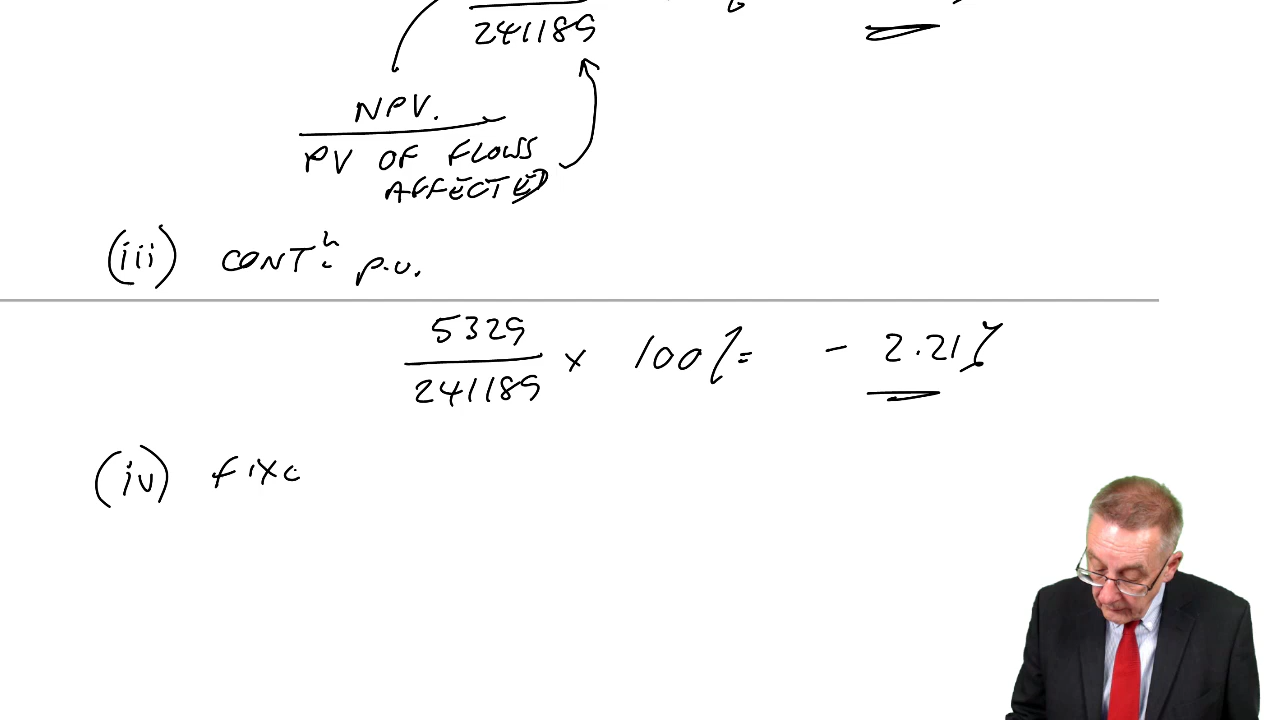 241189
NPV.
PV OF FLOWS
AFFECTED
(iii) CONTn p.u.
5329
241189 × 100% = - 2.21%
(iv) fixc